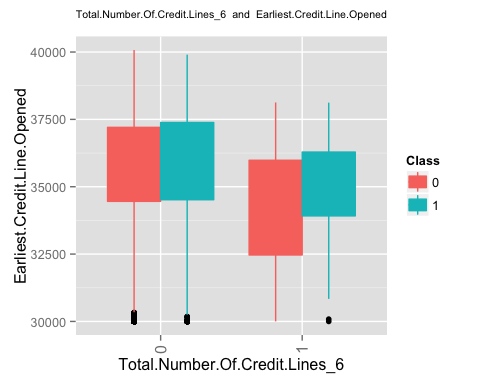 Total.Number.Of.Credit.Lines_6 and Earliest.Credit.Line.Opened
Earliest.Credit.Line.Opened
40000
37500
35000
32500
30000
0
1
Total.Number.Of.Credit.Lines_6
Class
0
1